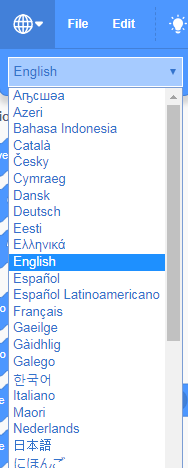 File Edit
English
Аҧсшәа
Azeri
Bahasa Indonesia
Català
Česky
Cymraeg
Dansk
Deutsch
Eesti
Ελληνικά
English
Español
Español Latinoamericano
Français
Gaeilge
Gàidhlig
Galego
한국어
Italiano
Maori
Nederlands
日本語
にほんご